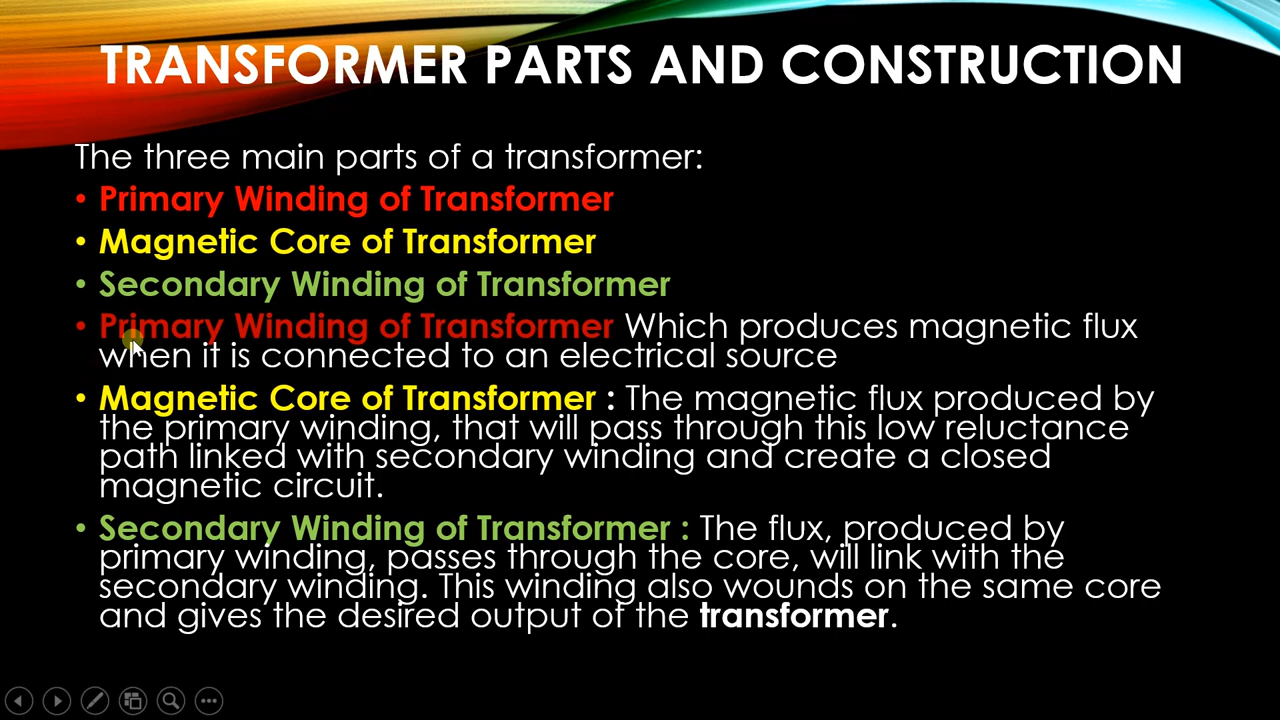 TRANSFORMER PARTS AND CONSTRUCTION
The three main parts of a transformer:
• Primary Winding of Transformer
• Magnetic Core of Transformer
• Secondary Winding of Transformer
• Primary Winding of Transformer Which produces magnetic flux
when it is connected to an electrical source
• Magnetic Core of Transformer : The magnetic flux produced by
the primary winding, that will pass through this low reluctance
path linked with secondary winding and create a closed
magnetic circuit.
• Secondary Winding of Transformer : The flux, produced by
primary winding, passes through the core, will link with the
secondary winding. This winding also wounds on the same core
and gives the desired output of the transformer.